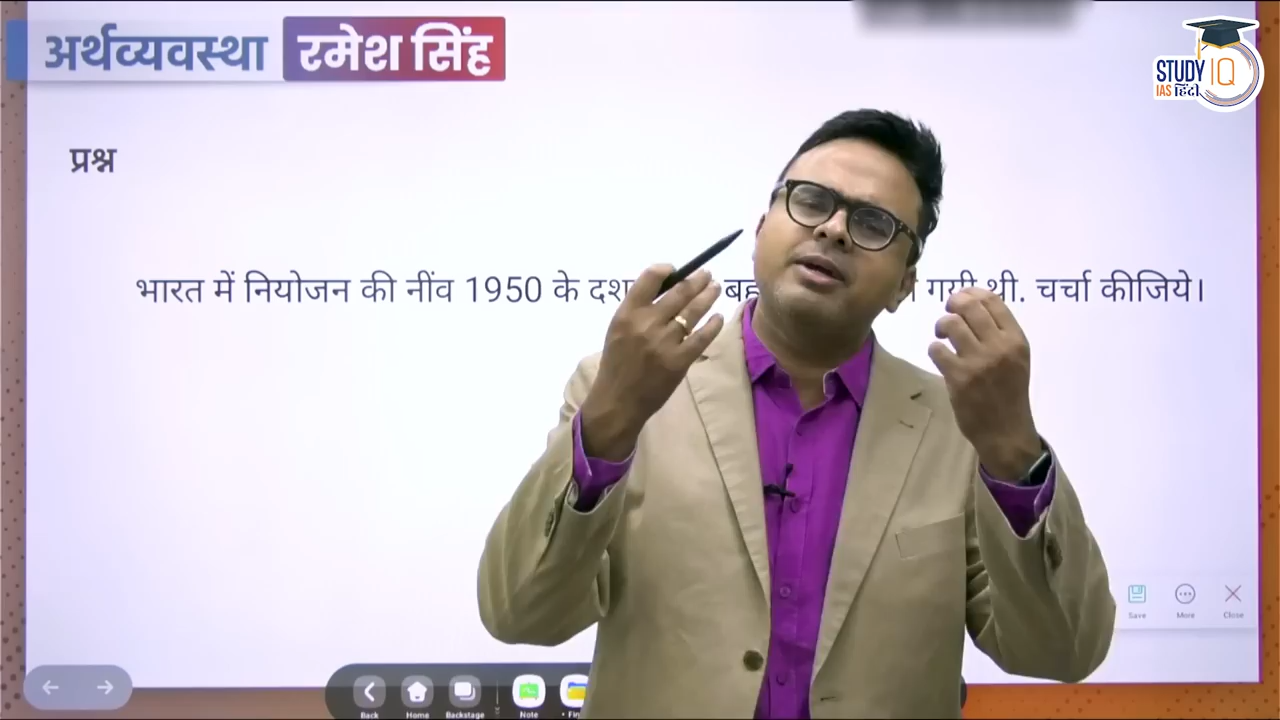 अर्थव्यवस्था रमेश सिंह
STUDY IQ
IAS हिंदी
प्रश्न
भारत में नियोजन की नींव 1950 के गयी थी. चर्चा कीजिये।
Save More Close
Back Home Backstage Note